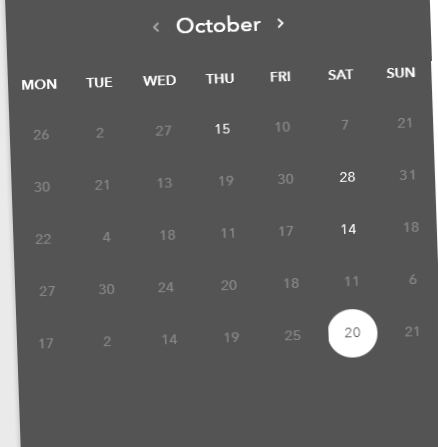 ‹ October ›
MON TUE WED THU FRI SAT SUN
26 2 27 15 10 7 21
30 21 13 19 30 28 31
22 4 18 11 17 14 18
27 30 24 20 18 11 6
17 2 14 19 25 20 21